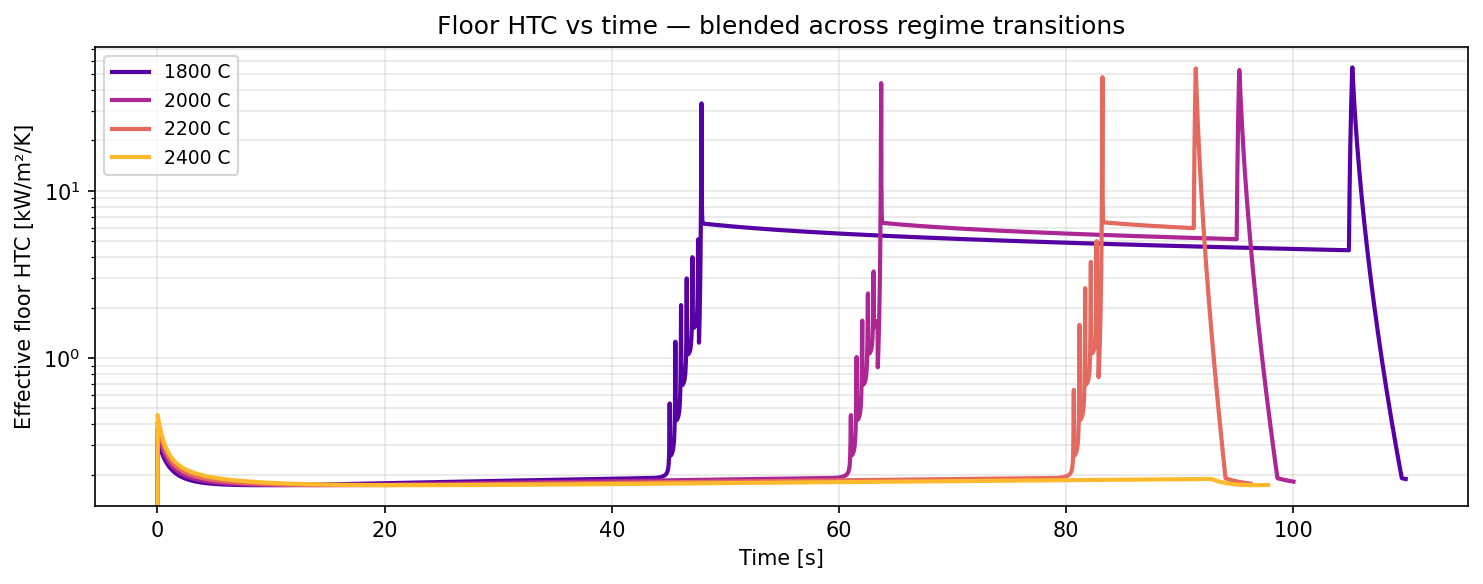 Floor HTC vs time — blended across regime transitions
1800 C
2000 C
2200 C
2400 C
Effective floor HTC [kW/m²/K]
10¹
10⁰
0 20 40 60 80 100
Time [s]